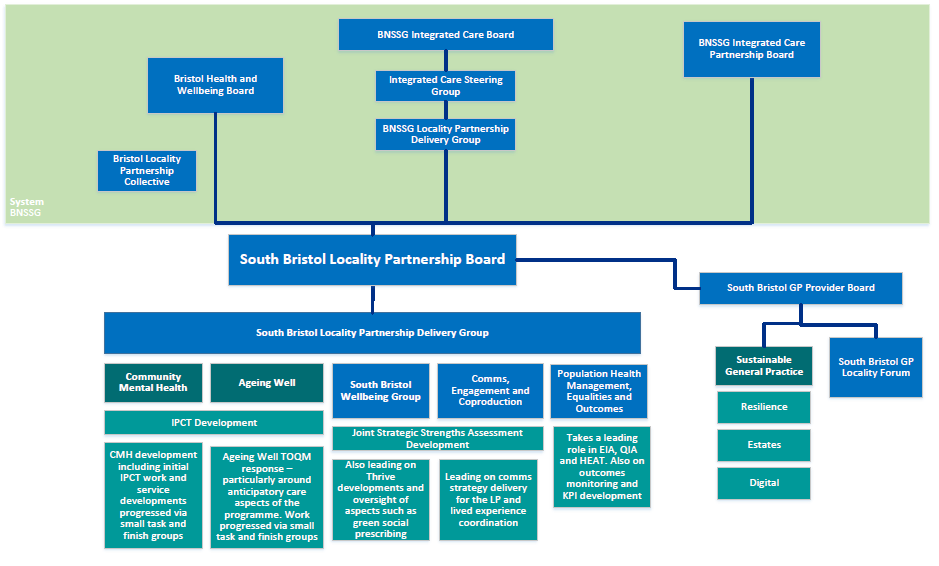 BNSSG Integrated Care Board
BNSSG Integrated Care
Partnership Board
Bristol Health and
Wellbeing Board
Integrated Care Steering
Group
BNSSG Locality Partnership
Delivery Group
Bristol Locality
Partnership
Collective
System
BNSSG
South Bristol Locality Partnership Board
South Bristol GP Provider Board
South Bristol Locality Partnership Delivery Group
Community
Mental Health
Ageing Well
South Bristol
Wellbeing Group
Comms,
Engagement and
Coproduction
Population Health
Management,
Equalities and
Outcomes
Sustainable
General Practice
South Bristol GP
Locality Forum
IPCT Development
Joint Strategic Strengths Assessment
Development
Resilience
Estates
Digital
CMH development
including initial
IPCT work and
service
developments
progressed via
small task and
finish groups
Ageing Well TOQM
response –
particularly around
anticipatory care
aspects of the
programme. Work
progressed via small
task and finish groups
Also leading on
Thrive
developments and
oversight of
aspects such as
green social
prescribing
Leading on comms
strategy delivery
for the LP and
lived experience
coordination
Takes a leading
role in EIA, QIA
and HEAT. Also on
outcomes
monitoring and
KPI development